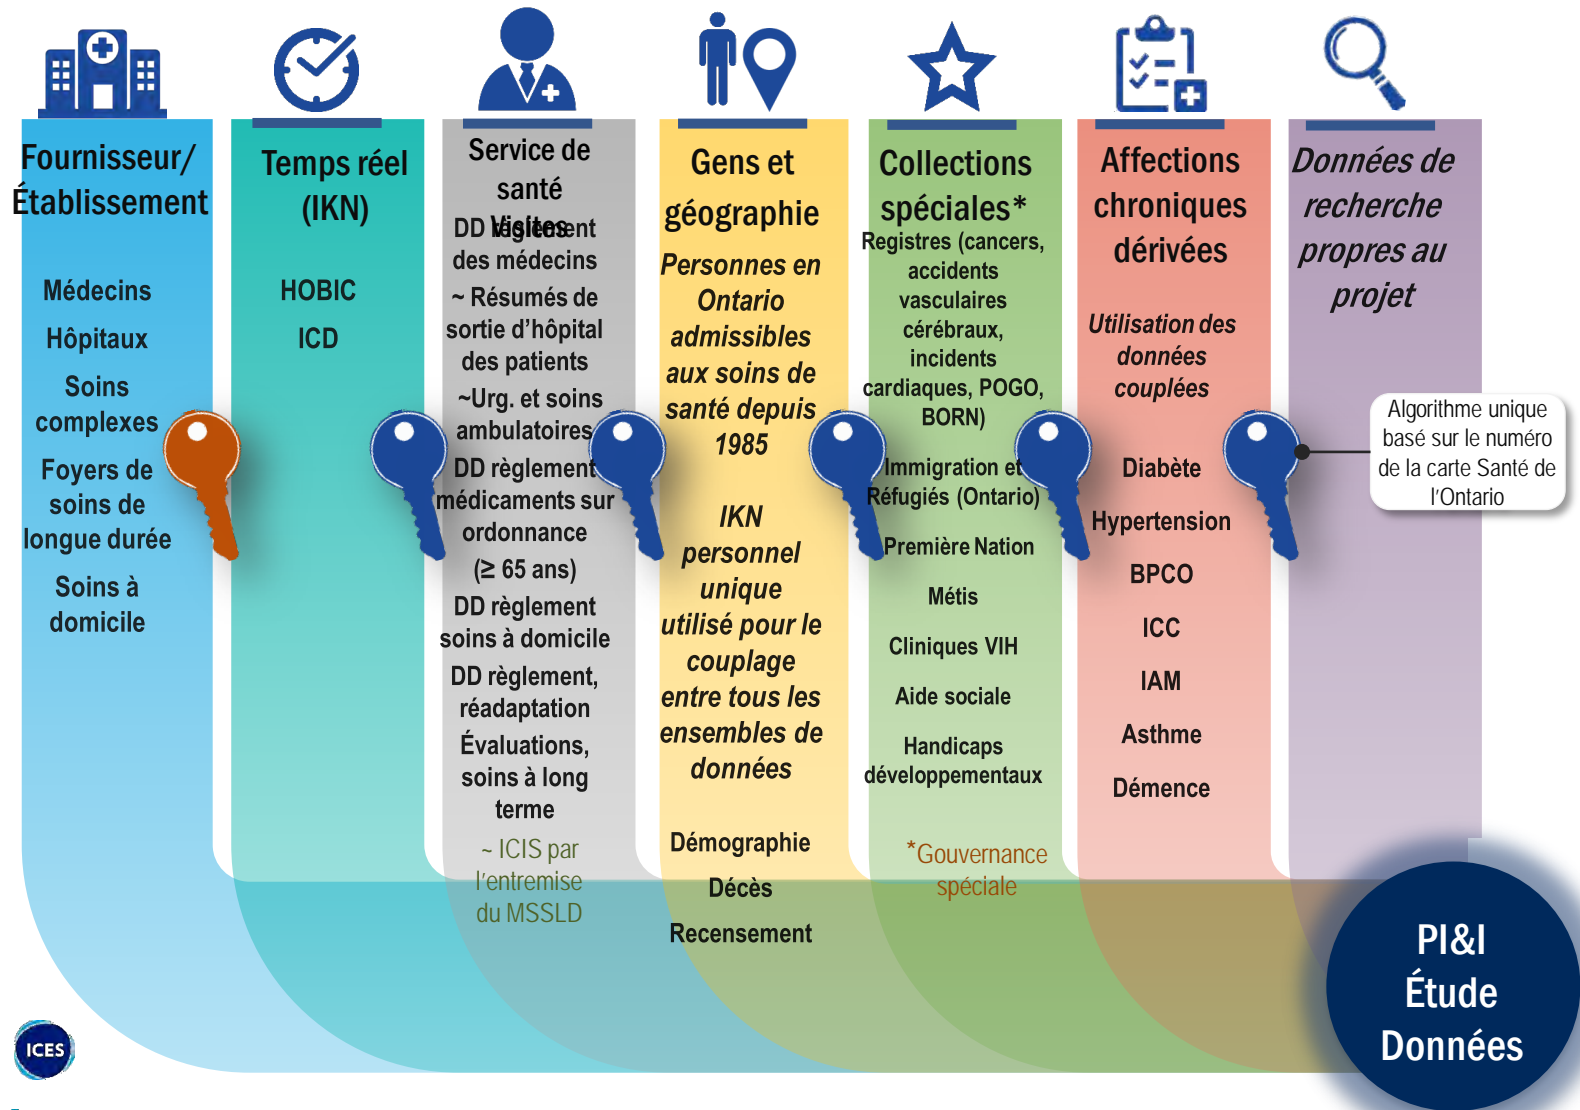 Fournisseur/
Établissement
Médecins
Hôpitaux
Soins
complexes
Foyers de
soins de
longue durée
Soins à
domicile
Temps réel
(IKN)
HOBIC
ICD
Service de
santé
Visites
DD règlement
des médecins
~ Résumés de
sortie d'hôpital
des patients
~Urg. et soins
ambulatoires
DD règlement
médicaments sur
ordonnance
(≥ 65 ans)
DD règlement
soins à domicile
DD règlement,
réadaptation
Évaluations,
soins à long
terme
~ ICIS par
l'entremise
du MSSLD
Gens et
géographie
Personnes en
Ontario
admissibles
aux soins de
santé depuis
1985
IKN
personnel
unique
utilisé pour le
couplage
entre tous les
ensembles de
données
Démographie
Décès
Recensement
Collections
spéciales*
Registres (cancers,
accidents
vasculaires
cérébraux,
incidents
cardiaques, POGO,
BORN)
Immigration et
Réfugiés (Ontario)
Première Nation
Métis
Cliniques VIH
Aide sociale
Handicaps
développementaux
*Gouvernance
spéciale
Affections
chroniques
dérivées
Utilisation des
données
couplées
Diabète
Hypertension
BPCO
ICC
IAM
Asthme
Démence
Données de
recherche
propres au
projet
Algorithme unique
basé sur le numéro
de la carte Santé de
l'Ontario
PI&I
Étude
Données
ICES